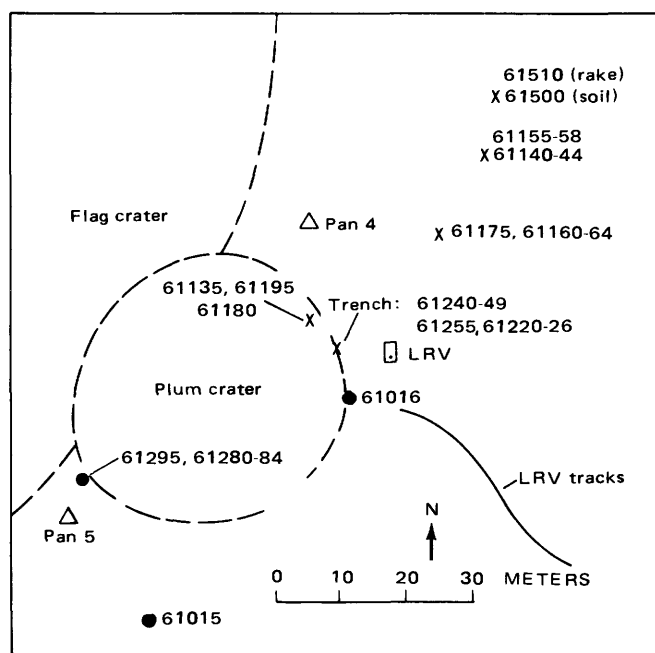 61510 (rake)
X 61500 (soil)
61155-58
X 61140-44
Flag crater
Pan 4
X 61175, 61160-64
61135, 61195
61180
X
Trench: 61240-49
61255, 61220-26
X
LRV
Plum crater
61016
61295, 61280-84
LRV tracks
Pan 5
N
0 10 20 30 METERS
61015